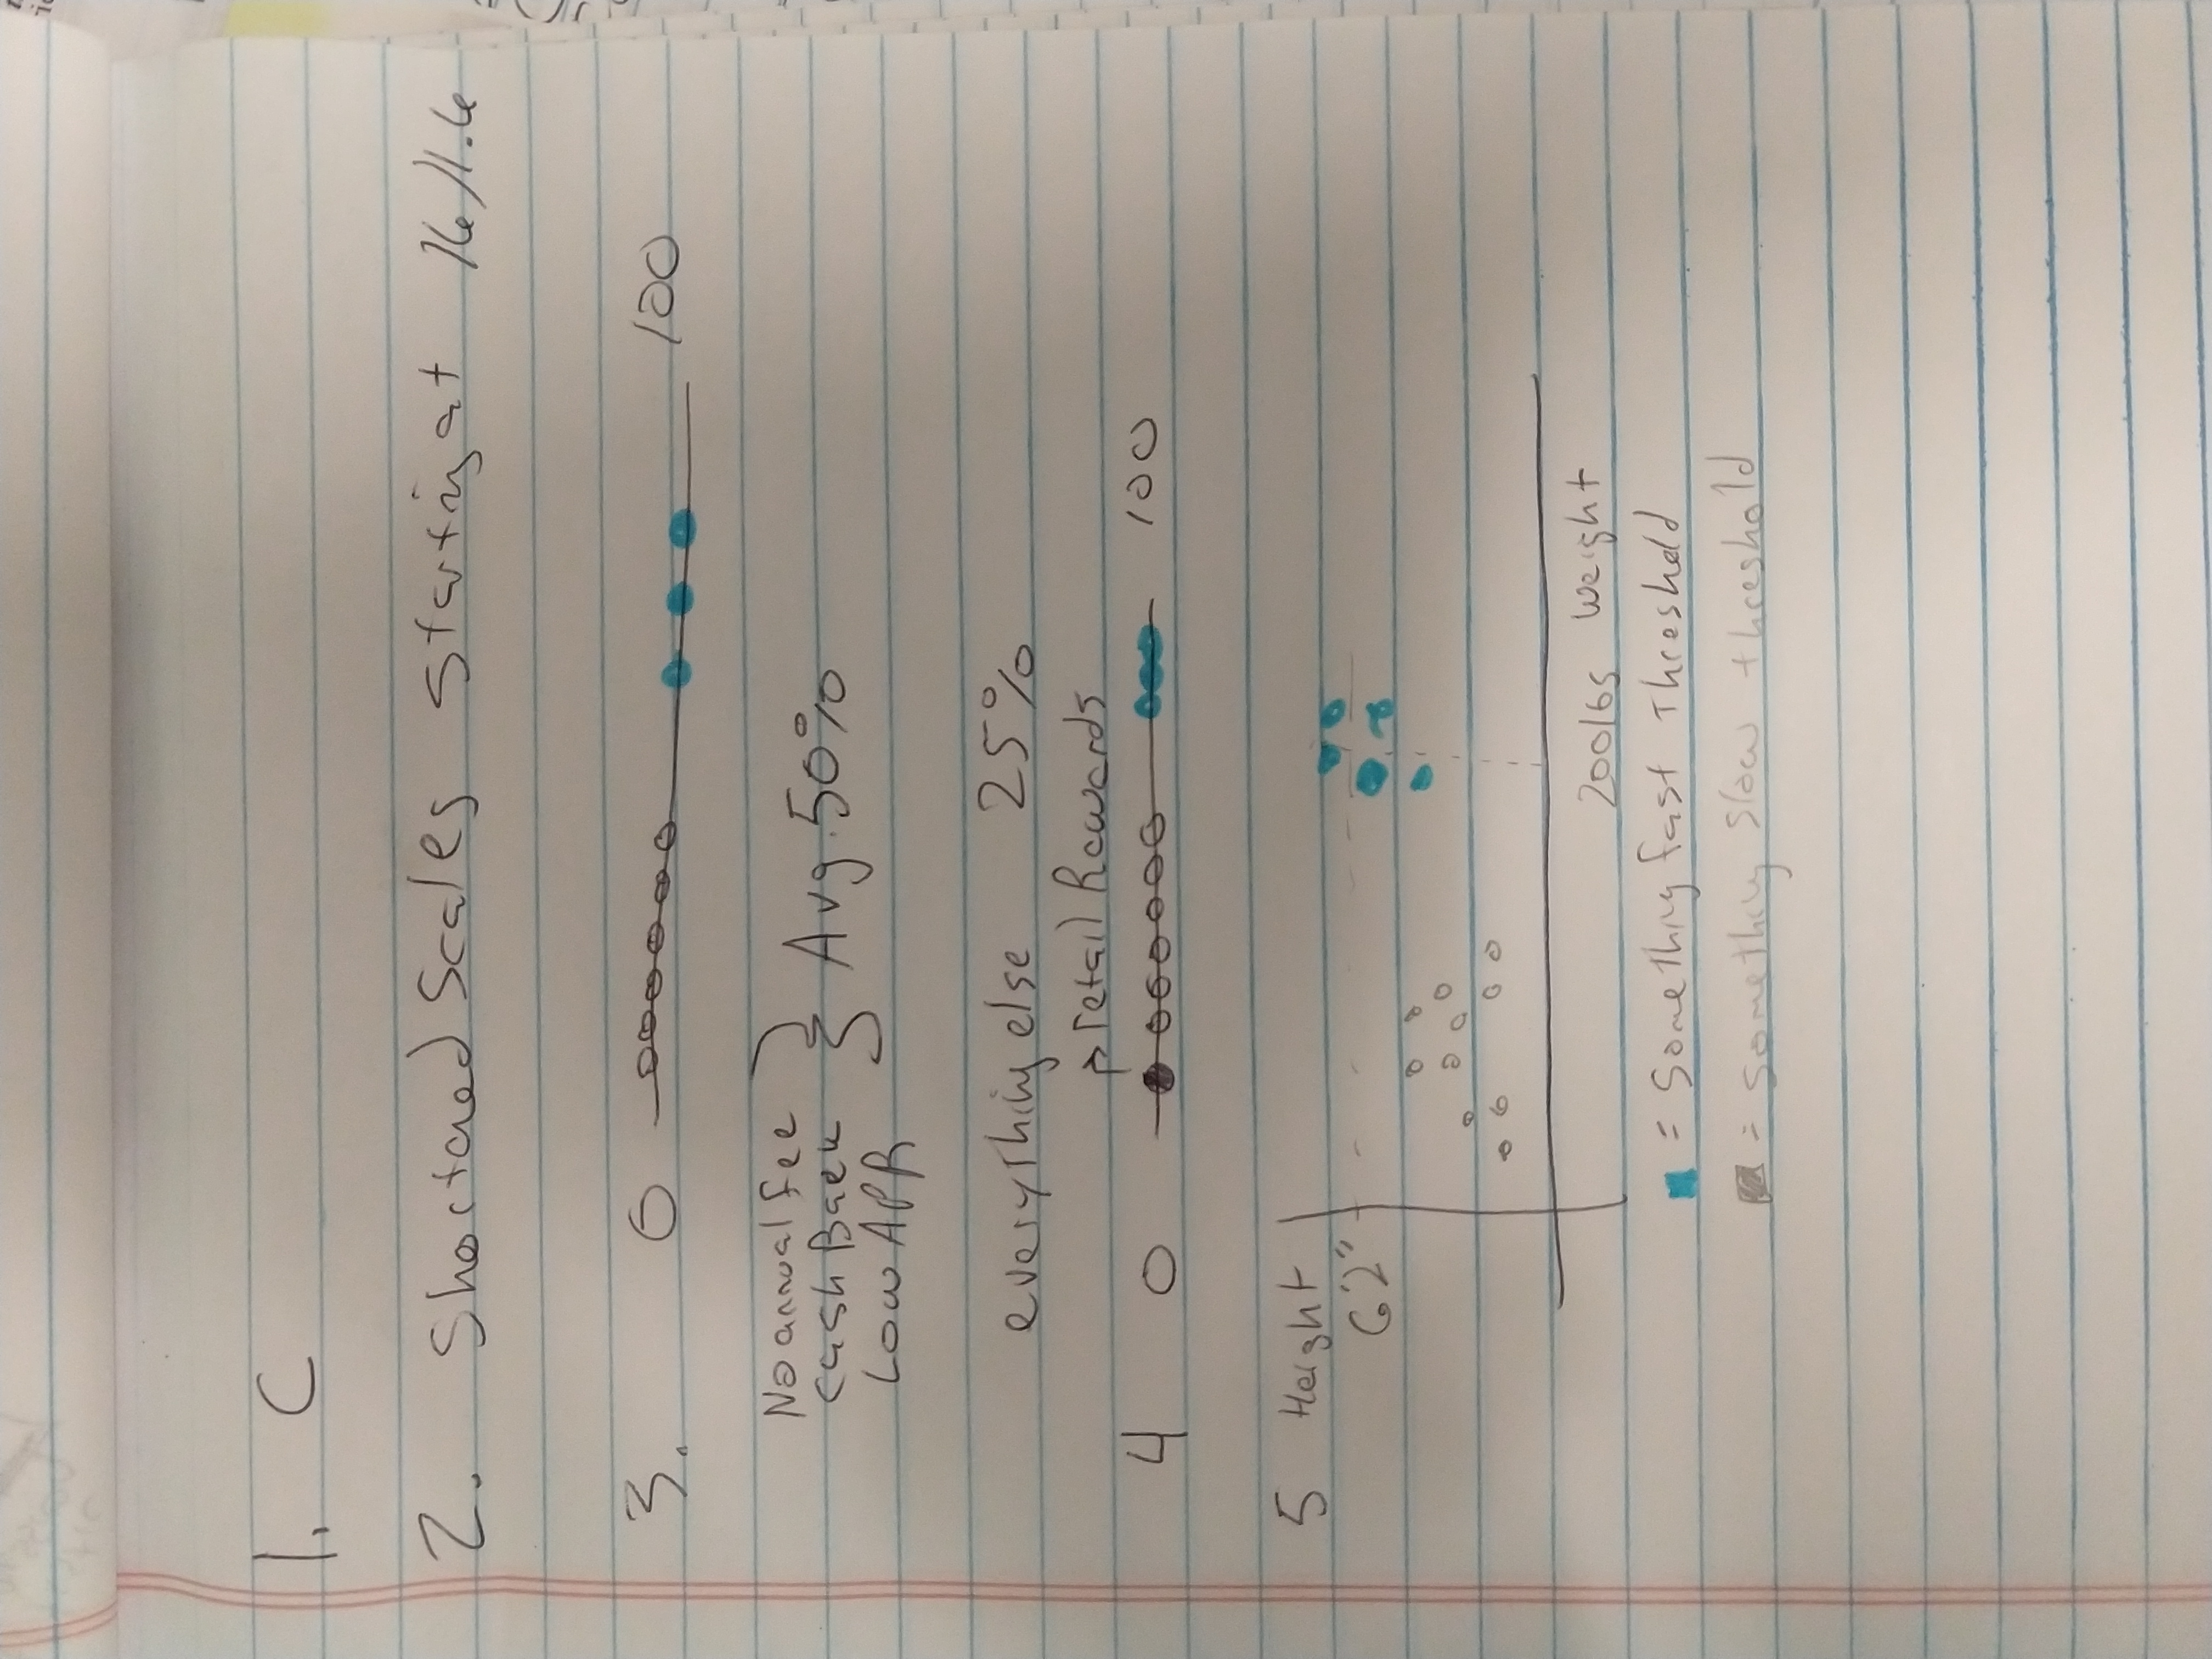 1. C
2. Shortned Scales Starting at 16/1.6
3. 0 100
No annual fee
Cash Back
Low APR
} Avg. 50%
everything else 25%
→ retail Rewards
4 0 100
5 Height
6'2"
200lbs Weight
= Something fast Threshold
= Something slow threshold